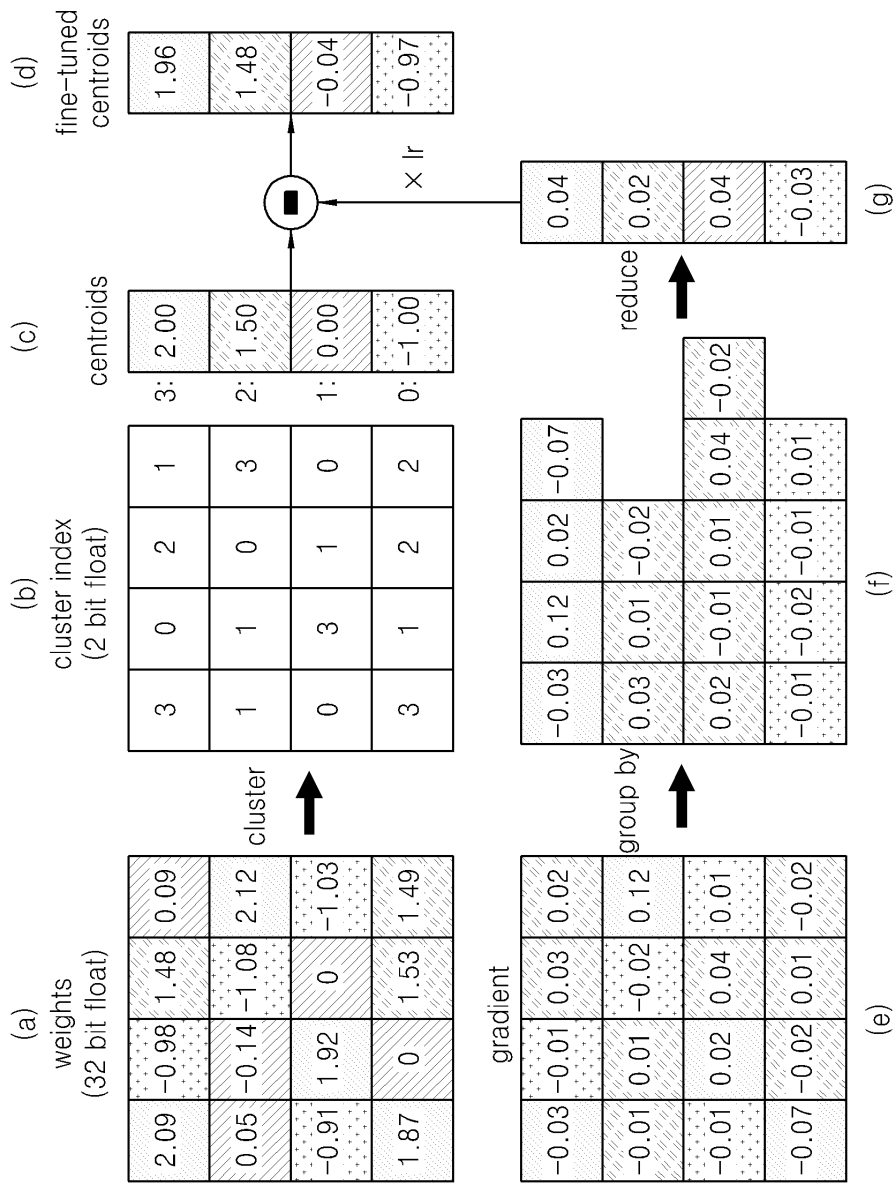 (a)
weights
(32 bit float)
2.09 -0.98 1.48 0.09
0.05 -0.14 -1.08 2.12
-0.91 1.92 0 -1.03
1.87 0 1.53 1.49
cluster
(b)
cluster index
(2 bit float)
3 0 2 1
1 1 0 3
0 3 1 0
3 1 2 2
(c)
centroids
3: 2.00
2: 1.50
1: 0.00
0: -1.00
(d)
fine-tuned
centroids
1.96
1.48
-0.04
-0.97
× lr
gradient
-0.03 -0.01 0.03 0.02
-0.01 0.01 -0.02 0.12
-0.01 0.02 0.04 0.01
-0.07 -0.02 0.01 -0.02
(e)
group by
-0.03 0.12 0.02 -0.07
0.03 0.01 -0.02
0.02 -0.01 0.01 0.04 -0.02
-0.01 -0.02 -0.01 0.01
(f)
reduce
0.04
0.02
0.04
-0.03
(g)